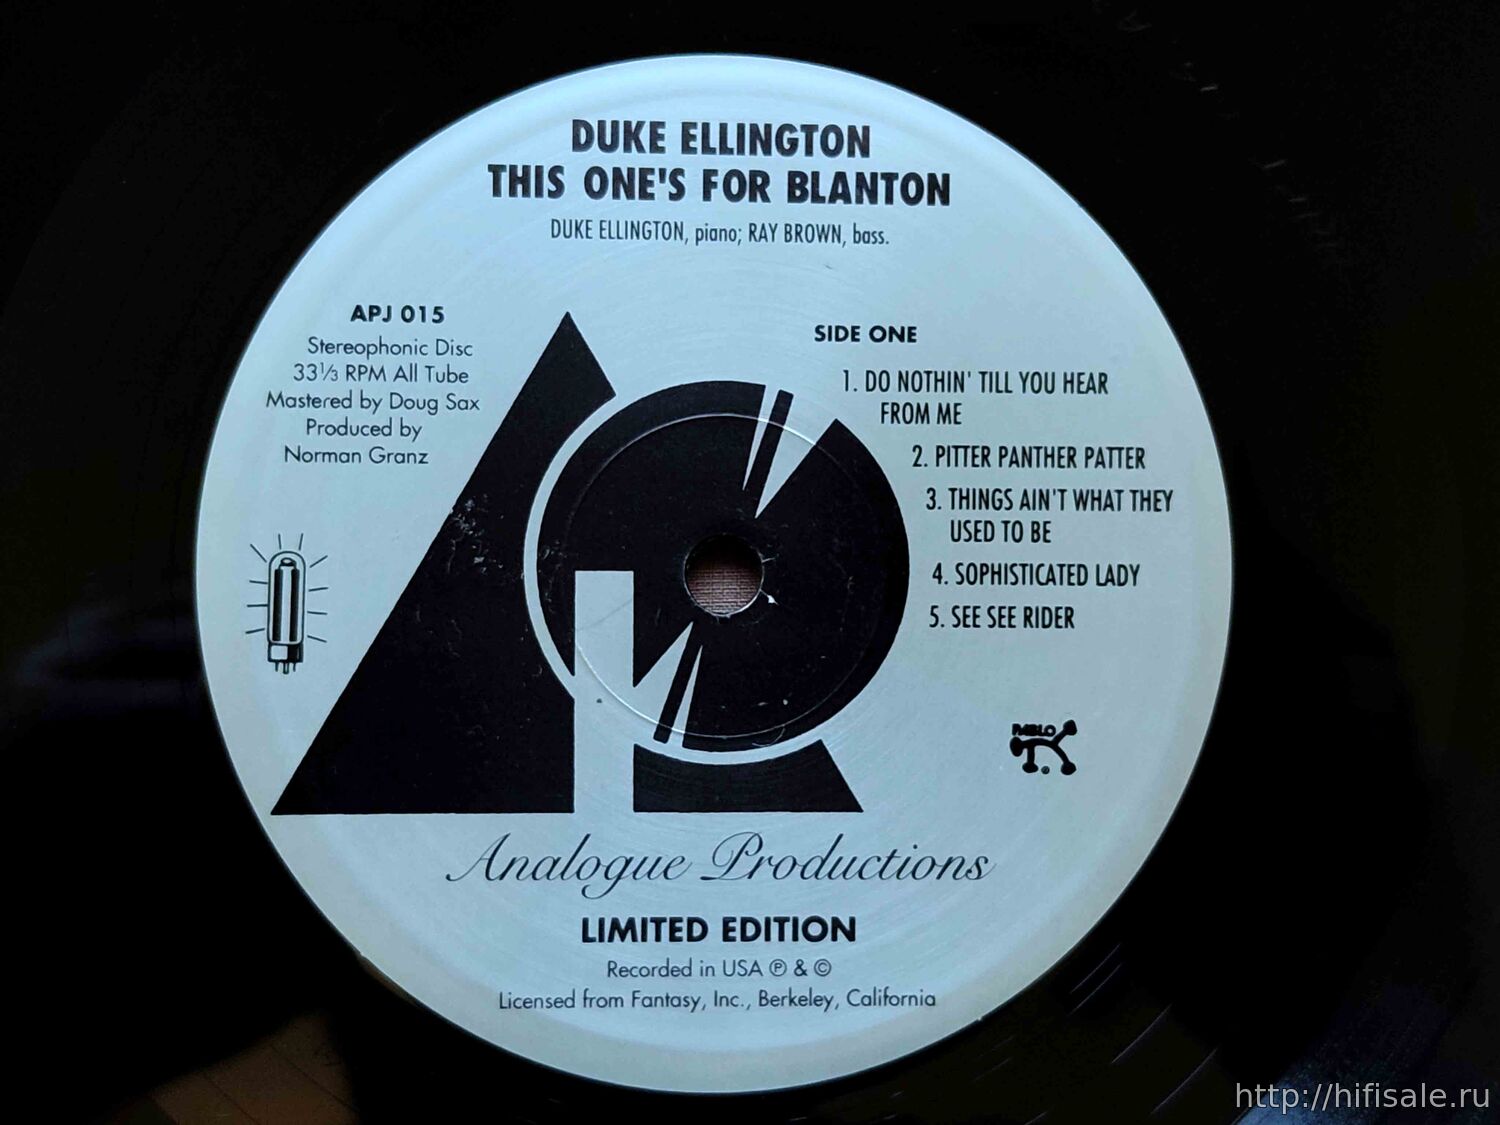 DUKE ELLINGTON
THIS ONE'S FOR BLANTON
DUKE ELLINGTON, piano; RAY BROWN, bass.
APJ 015
Stereophonic Disc
33⅓ RPM All Tube
Mastered by Doug Sax
Produced by
Norman Granz
SIDE ONE
1. DO NOTHIN' TILL YOU HEAR
FROM ME
2. PITTER PANTHER PATTER
3. THINGS AIN'T WHAT THEY
USED TO BE
4. SOPHISTICATED LADY
5. SEE SEE RIDER
PABLO
Analogue Productions
LIMITED EDITION
Recorded in USA ℗ & ©
Licensed from Fantasy, Inc., Berkeley, California
http://hifisale.ru